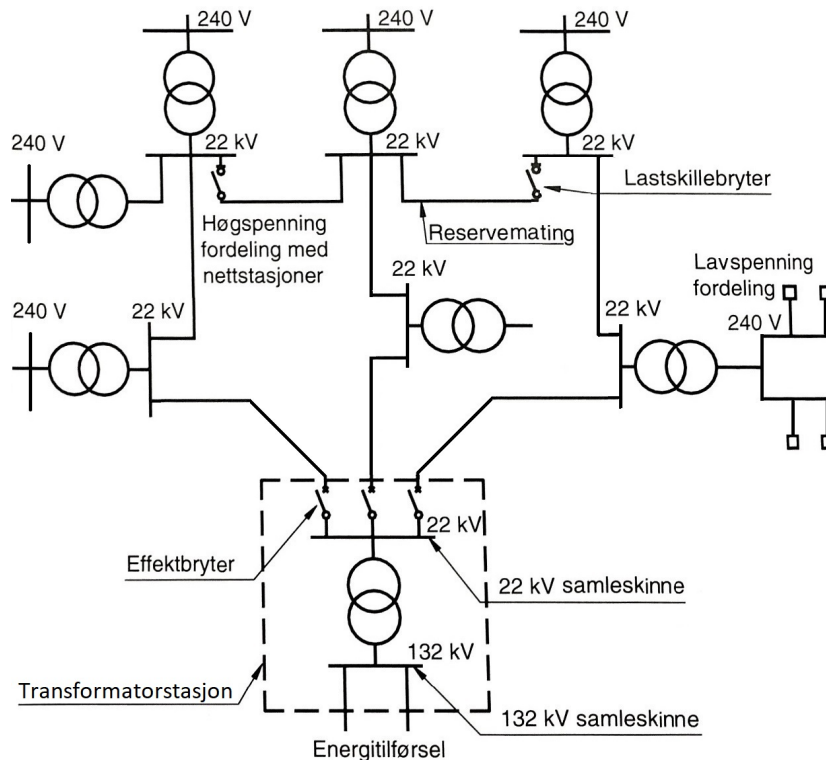 240 V
240 V
240 V
240 V
22 kV
22 kV
22 kV
Lastskillebryter
Høgspenning
fordeling med
nettstasjoner
Reservemating
22 kV
Lavspenning
fordeling
240 V
22 kV
22 kV
240 V
22 kV
Effektbryter
22 kV samleskinne
132 kV
Transformatorstasjon
132 kV samleskinne
Energitilførsel